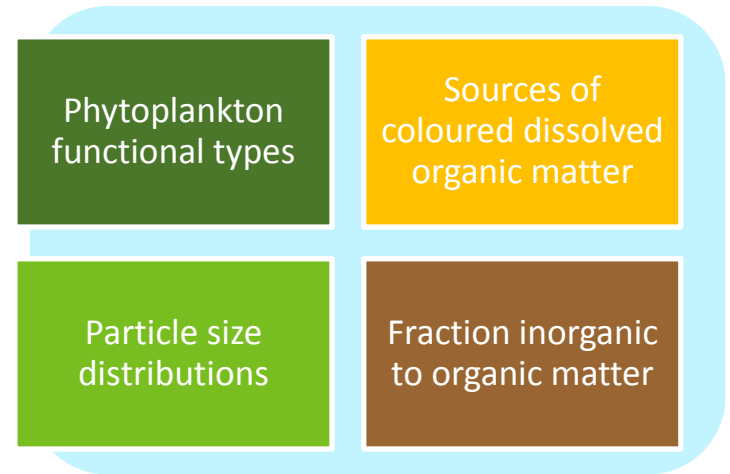 Phytoplankton
functional types
Sources of
coloured dissolved
organic matter
Particle size
distributions
Fraction inorganic
to organic matter